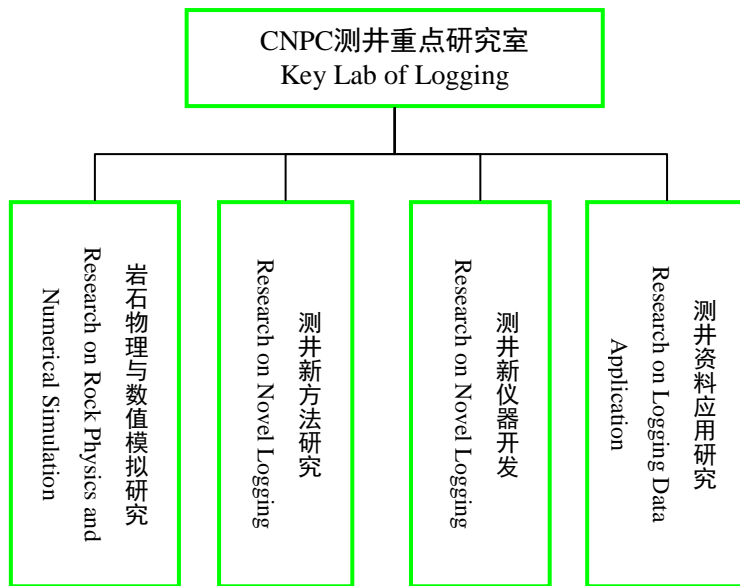 CNPC测井重点研究室
Key Lab of Logging
岩石物理与数值模拟研究
Research on Rock Physics and
Numerical Simulation
测井新方法研究
Research on Novel Logging
测井新仪器开发
Research on Novel Logging
测井资料应用研究
Research on Logging Data
Application